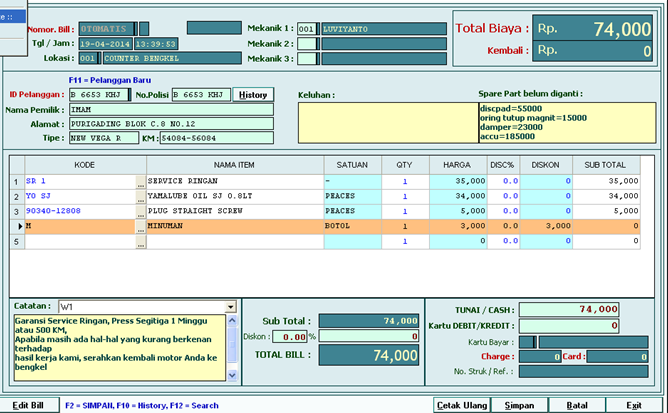 e ::
Nomor. Bill : OTOMATIS
Tgl / Jam : 19-04-2014 13:39:53
Lokasi : 001 COUNTER BENGKEL
Mekanik 1 : 001 LUVIYANTO
Mekanik 2 :
Mekanik 3 :
Total Biaya : Rp. 74,000
Kembali : Rp. 0
F11 = Pelanggan Baru
ID Pelanggan : B 6653 KHJ No.Polisi B 6653 KHJ History
Nama Pemilik : IMAM
Alamat : PURIGADING BLOK C.8 NO.12
Tipe : NEW VEGA R KM : 54084-56084
Keluhan :
Spare Part belum diganti :
discpad=55000
oring tutup magnit=15000
damper=23000
accu=185000
KODE NAMA ITEM SATUAN QTY HARGA DISC% DISKON SUB TOTAL
1 SR 1 ... SERVICE RINGAN - 1 35,000 0.0 0 35,000
2 YO SJ ... YAMALUBE OIL SJ 0.8LT PEACES 1 34,000 0.0 0 34,000
3 90340-12808 ... PLUG STRAIGHT SCREW PEACES 1 5,000 0.0 0 5,000
M ... MINUMAN BOTOL 1 3,000 0.0 3,000 0
5 ... 1 0 0.0 0 0
Catatan : W1
Garansi Service Ringan, Press Segitiga 1 Minggu
atau 500 KM,
Apabila masih ada hal-hal yang kurang berkenan
terhadap
hasil kerja kami, serahkan kembali motor Anda ke
bengkel
Sub Total : 74,000
Diskon : 0.00 % 0
TOTAL BILL : 74,000
TUNAI / CASH : 74,000
Kartu DEBIT/KREDIT : 0
Kartu Bayar :
Charge : 0 Card : 0
No. Struk / Ref. :
Edit Bill F2 = SIMPAN, F10 = History, F12 = Search Cetak Ulang Simpan Batal Exit